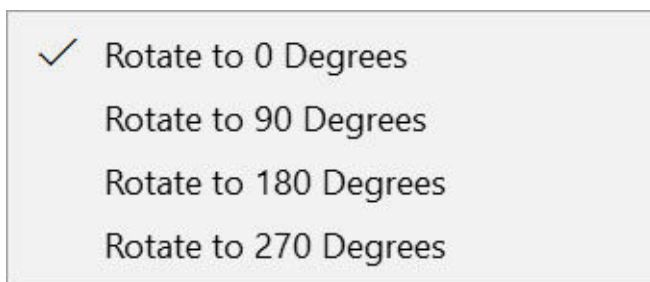 Rotate to 0 Degrees
Rotate to 90 Degrees
Rotate to 180 Degrees
Rotate to 270 Degrees